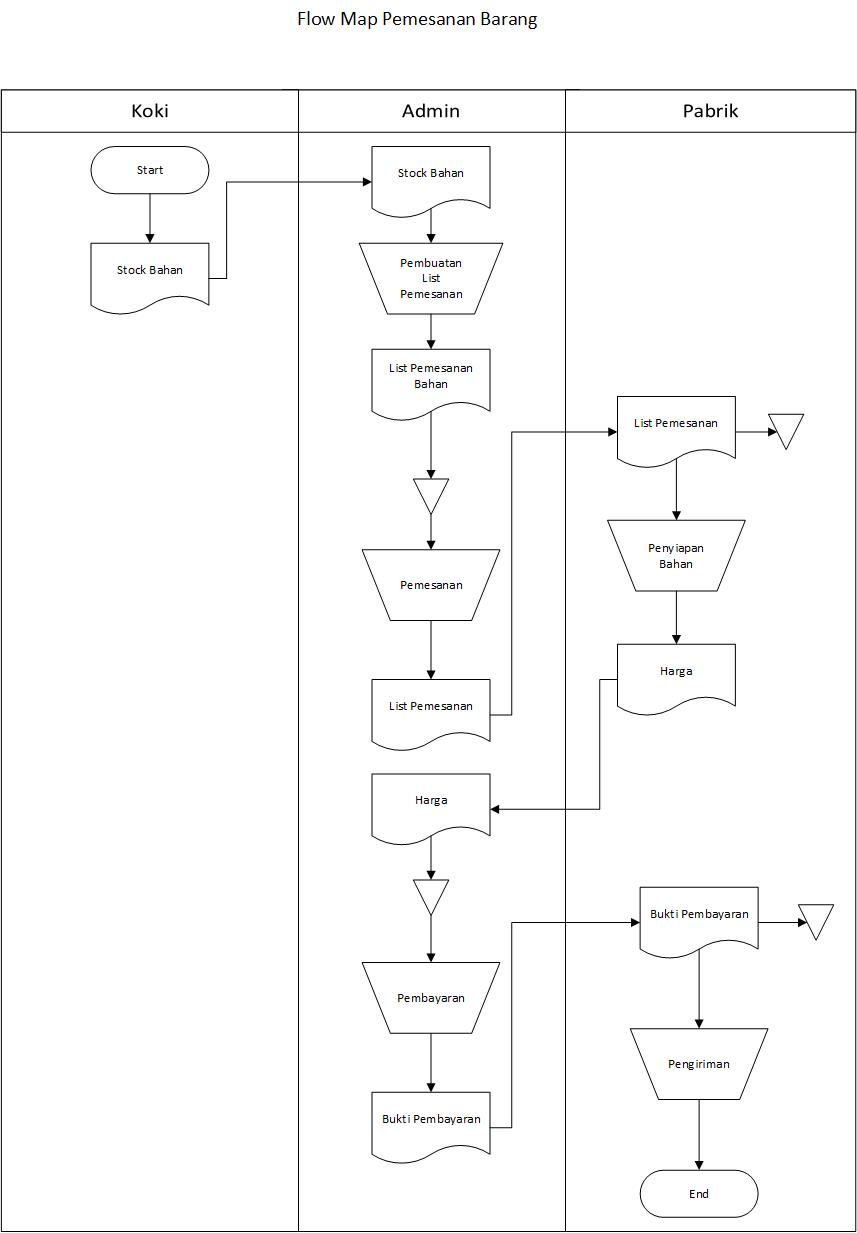 Flow Map Pemesanan Barang
Koki
Admin
Pabrik
Start
Stock Bahan
Stock Bahan
Pembuatan
List
Pemesanan
List Pemesanan
Bahan
Pemesanan
List Pemesanan
List Pemesanan
Penyiapan
Bahan
Harga
Harga
Pembayaran
Bukti Pembayaran
Bukti Pembayaran
Pengiriman
End